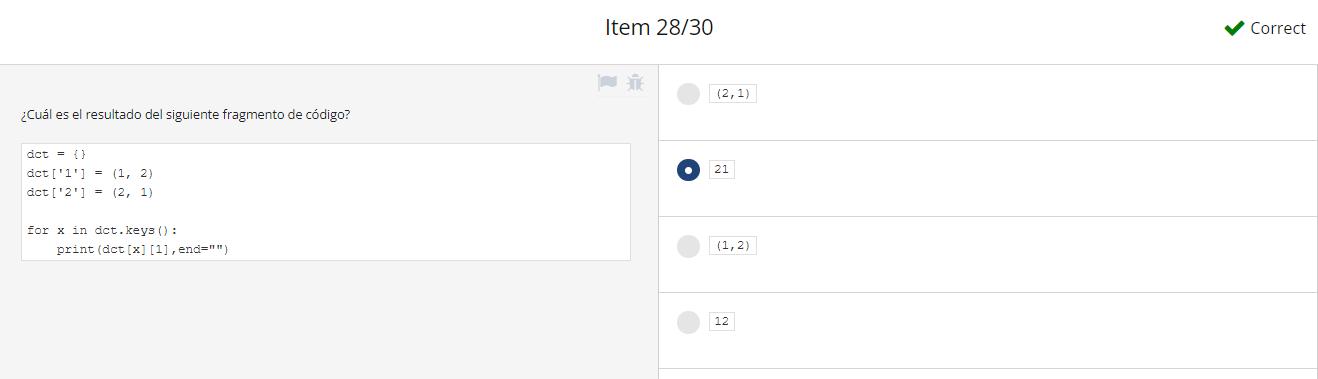 Item 28/30
Correct
¿Cuál es el resultado del siguiente fragmento de código?
dct = {}
dct['1'] = (1, 2)
dct['2'] = (2, 1)
for x in dct.keys():
    print(dct[x][1],end="")
(2,1)
21
(1,2)
12